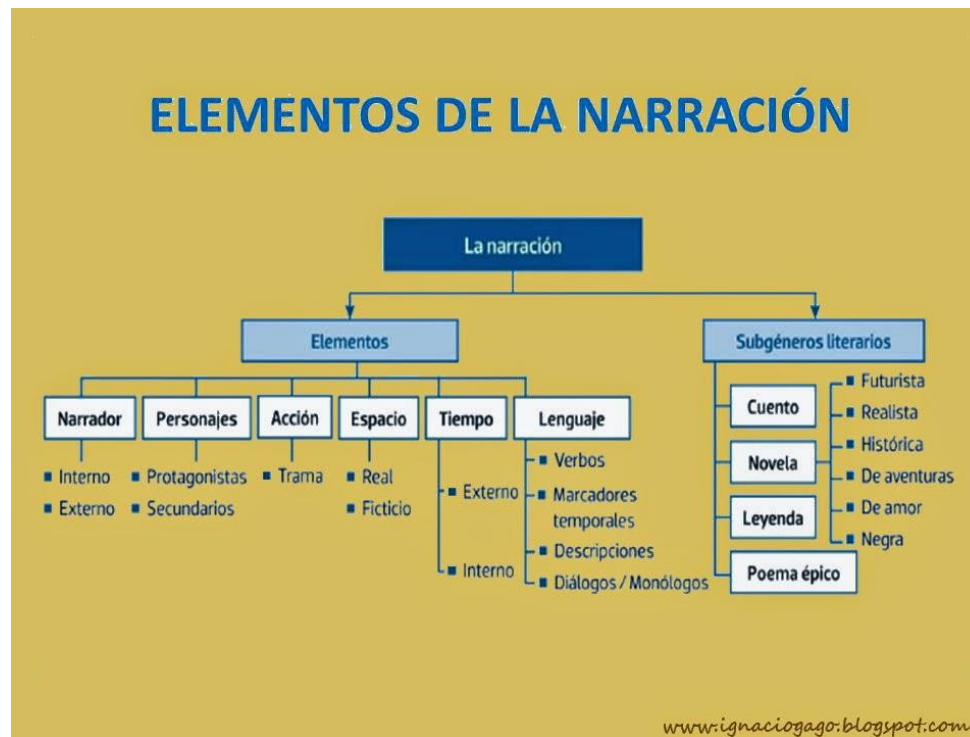 ELEMENTOS DE LA NARRACIÓN
La narración
Elementos
Narrador
■ Interno
■ Externo
Personajes
■ Protagonistas
■ Secundarios
Acción
■ Trama
Espacio
■ Real
■ Ficticio
Tiempo
■ Externo
■ Interno
Lenguaje
■ Verbos
■ Marcadores
temporales
■ Descripciones
■ Diálogos / Monólogos
Subgéneros literarios
Cuento
Novela
■ Futurista
■ Realista
■ Histórica
■ De aventuras
■ De amor
■ Negra
Leyenda
Poema épico
www.ignaciogago.blogspot.com